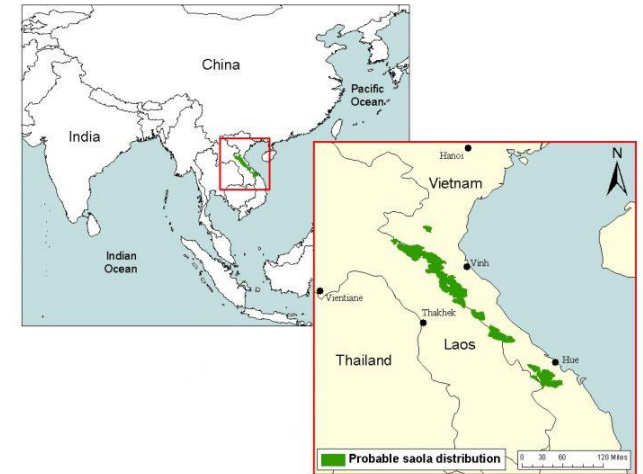 China
Pacific
Ocean
India
Indian
Ocean
N
Hanoi
Vietnam
Vinh
Vientiane
Thakhek
Laos
Hue
Thailand
Probable saola distribution
0 30 60 120 Miles